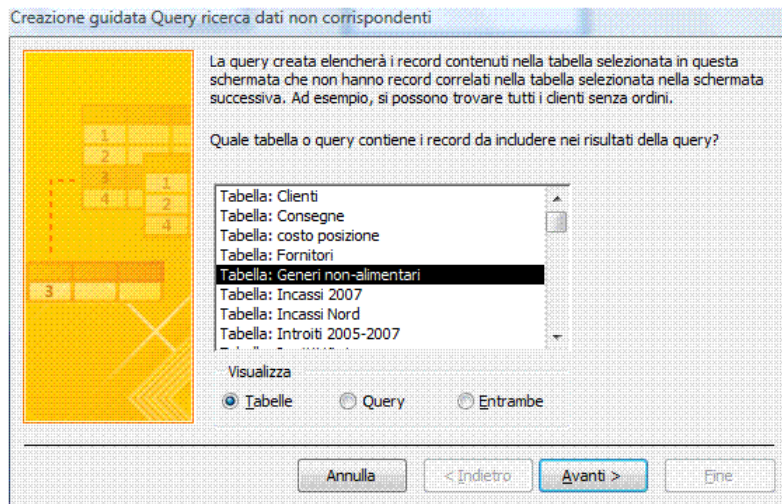 Creazione guidata Query ricerca dati non corrispondenti
La query creata elencherà i record contenuti nella tabella selezionata in questa
schermata che non hanno record correlati nella tabella selezionata nella schermata
successiva. Ad esempio, si possono trovare tutti i clienti senza ordini.
Quale tabella o query contiene i record da includere nei risultati della query?
1
2
3
4
1
2
4
3
Tabella: Clienti
Tabella: Consegne
Tabella: costo posizione
Tabella: Fornitori
Tabella: Generi non-alimentari
Tabella: Incassi 2007
Tabella: Incassi Nord
Tabella: Introiti 2005-2007
Visualizza
Tabelle Query Entrambe
Annulla < Indietro Avanti > Fine